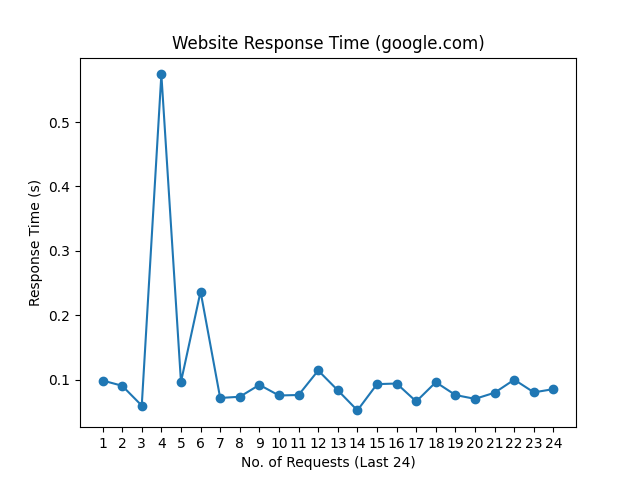 Website Response Time (google.com)
0.5
0.4
0.3
0.2
0.1
Response Time (s)
1 2 3 4 5 6 7 8 9 10 11 12 13 14 15 16 17 18 19 20 21 22 23 24
No. of Requests (Last 24)